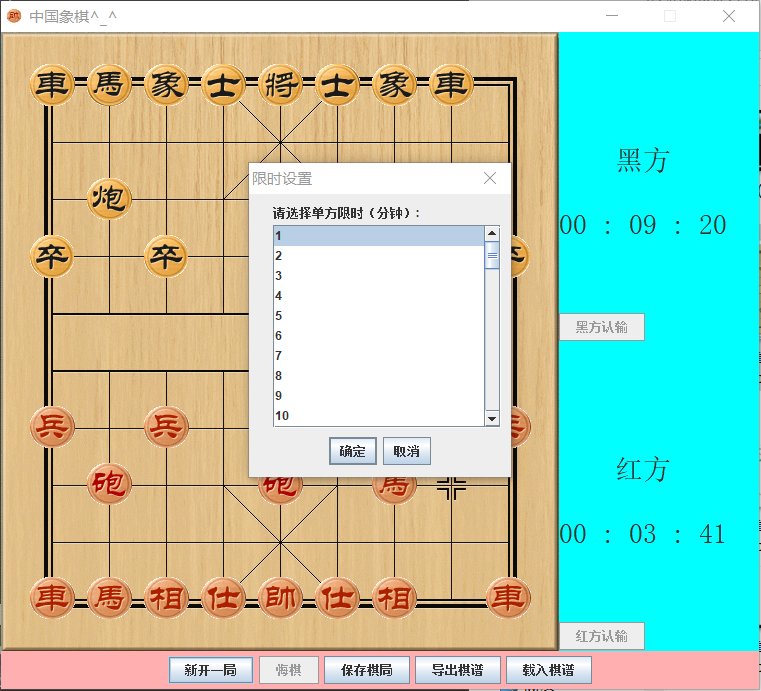 中国象棋^_^
車 馬 象 士 将 士 象 車
黑方
限时设置
炮
请选择单方限时（分钟）:
00 : 09 : 20
1
卒 卒 卒
2
3
4
5
黑方认输
6
7
8
9
10
兵 兵 兵
确定 取消
红方
砲 砲 馬
00 : 03 : 41
車 馬 相 仕 帥 仕 相 車
红方认输
新开一局 悔棋 保存棋局 导出棋谱 载入棋谱